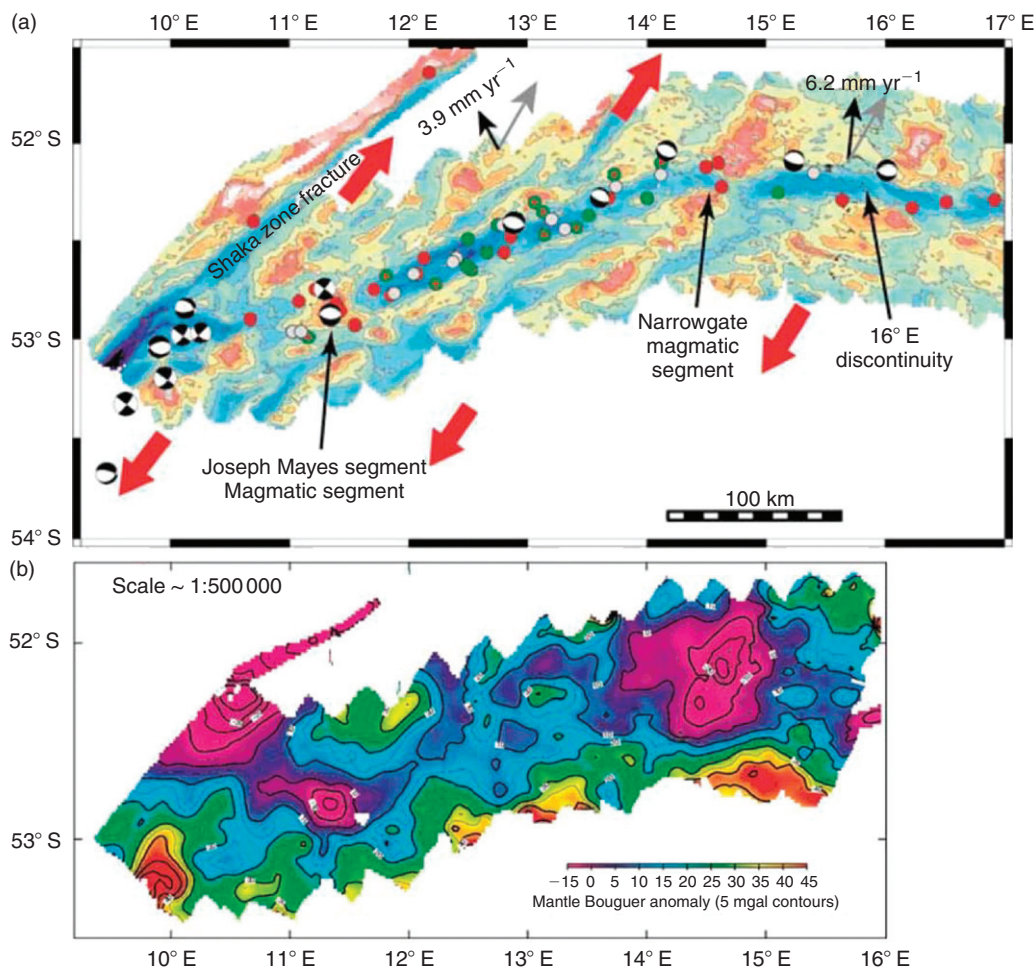 (a)
10° E 11° E 12° E 13° E 14° E 15° E 16° E 17° E
3.9 mm yr⁻¹
6.2 mm yr⁻¹
52° S
Shaka zone fracture
53° S
Narrowgate
magmatic
segment
16° E
discontinuity
Joseph Mayes segment
Magmatic segment
100 km
54° S
(b)
Scale ~ 1:500 000
52° S
53° S
−15 0 5 10 15 20 25 30 35 40 45
Mantle Bouguer anomaly (5 mgal contours)
10° E 11° E 12° E 13° E 14° E 15° E 16° E